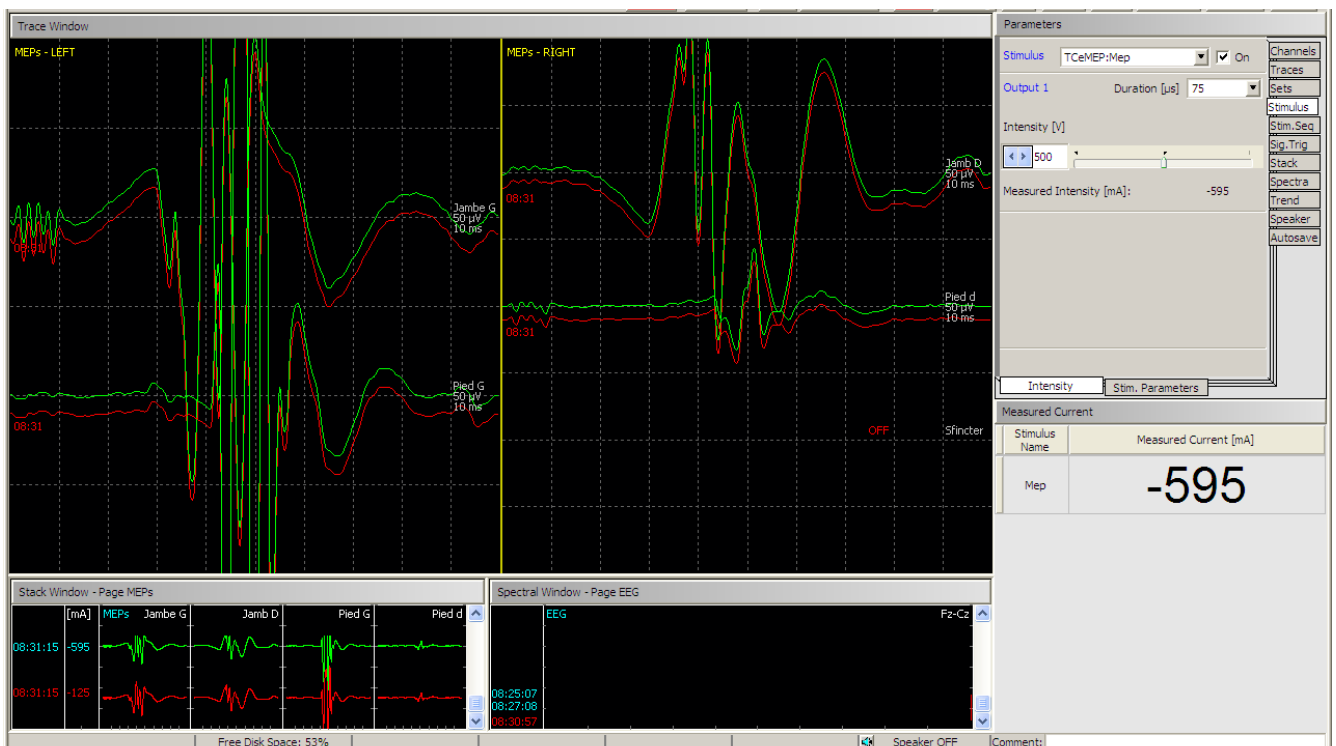 Trace Window
MEPs - LEFT
Jambe G
50 µV
10 ms
08:31
Pied G
50 µV
10 ms
08:31
MEPs - RIGHT
Jamb D
50 µV
10 ms
08:31
Pied d
50 µV
10 ms
08:31
OFF
Sfincter
Parameters
Stimulus TCeMEP:Mep On
Output 1 Duration [µs] 75
Intensity [V]
500
Measured Intensity [mA]: -595
Intensity Stim. Parameters
Channels
Traces
Sets
Stimulus
Stim.Seq
Sig.Trig
Stack
Spectra
Trend
Speaker
Autosave
Measured Current
Stimulus Name Measured Current [mA]
Mep -595
Stack Window - Page MEPs
[mA] MEPs Jambe G Jamb D Pied G Pied d
08:31:15 -595
08:31:15 -125
Spectral Window - Page EEG
EEG Fz-Cz
08:25:07
08:27:08
08:30:57
Free Disk Space: 53% Speaker OFF Comment: